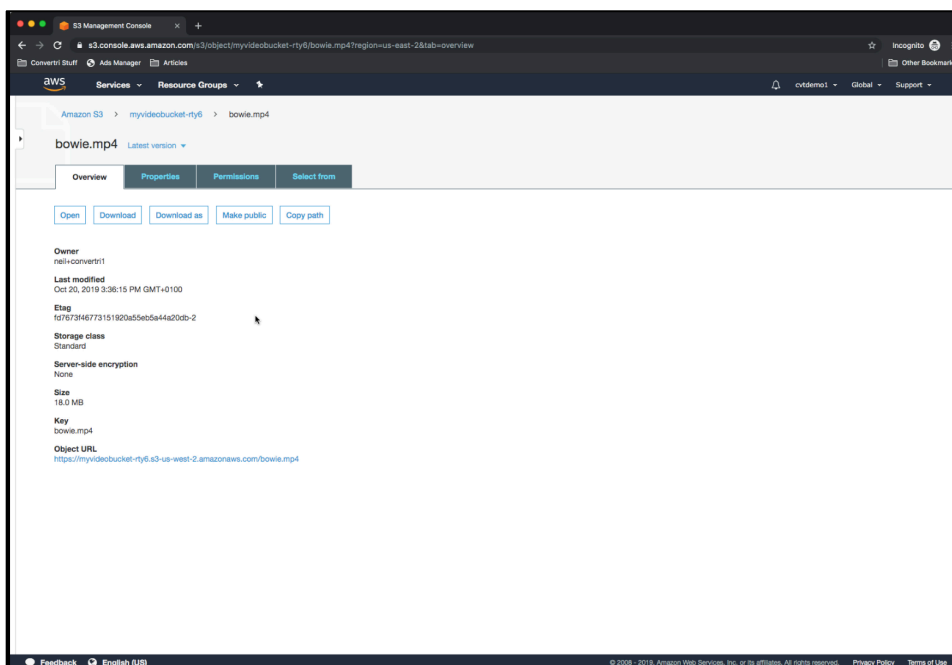 S3 Management Console × +
s3.console.aws.amazon.com/s3/object/myvideobucket-rty6/bowie.mp4?region=us-east-2&tab=overview Incognito
Convertri Stuff Ads Manager Articles Other Bookmark
aws Services Resource Groups cvtdemo1 Global Support
Amazon S3 > myvideobucket-rty6 > bowie.mp4
bowie.mp4 Latest version
Overview Properties Permissions Select from
Open Download Download as Make public Copy path
Owner
neil+convertri1
Last modified
Oct 20, 2019 3:36:15 PM GMT+0100
Etag
fd7673f46773151920a55eb5a44a20db-2
Storage class
Standard
Server-side encryption
None
Size
18.0 MB
Key
bowie.mp4
Object URL
https://myvideobucket-rty6.s3-us-west-2.amazonaws.com/bowie.mp4
Feedback English (US) © 2008 - 2019, Amazon Web Services, Inc. or its affiliates. All rights reserved. Privacy Policy Terms of Use